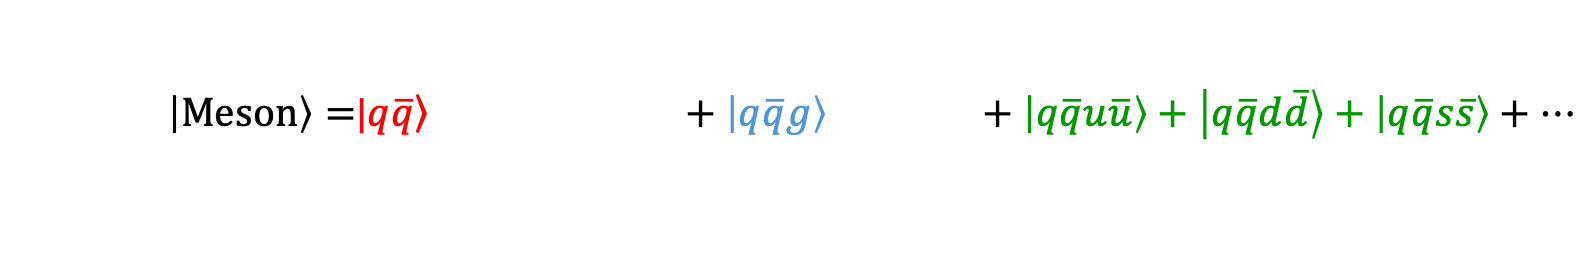 |Meson⟩ =|qq̄⟩ + |qq̄g⟩ + |qq̄uū⟩ + |qq̄dd̄⟩ + |qq̄ss̄⟩ + ⋯